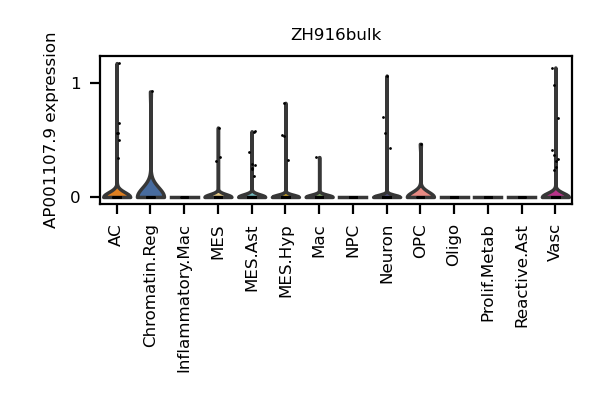 ZH916bulk
AP001107.9 expression
1
0
AC
Chromatin.Reg
Inflammatory.Mac
MES
MES.Ast
MES.Hyp
Mac
NPC
Neuron
OPC
Oligo
Prolif.Metab
Reactive.Ast
Vasc